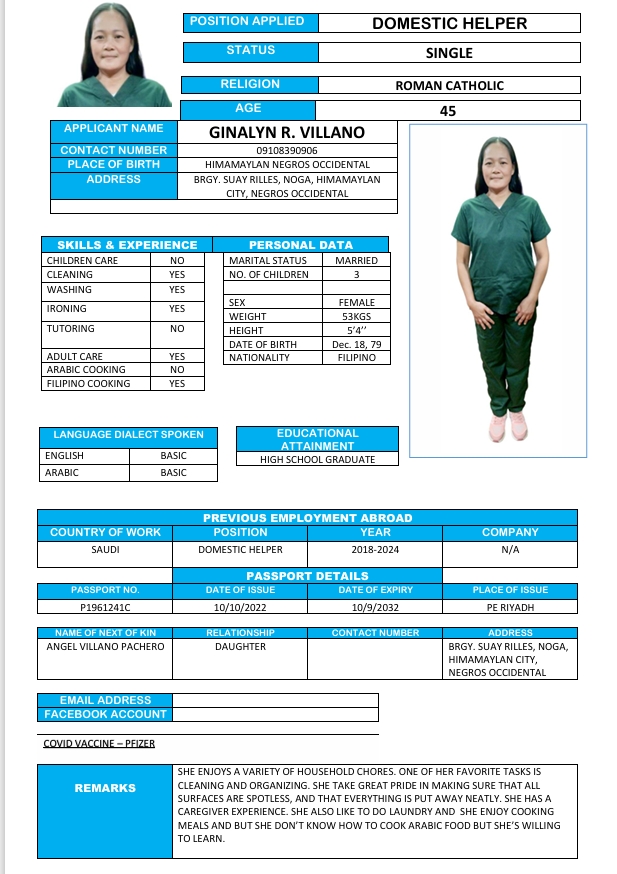 POSITION APPLIED DOMESTIC HELPER
STATUS SINGLE
RELIGION ROMAN CATHOLIC
AGE 45
APPLICANT NAME GINALYN R. VILLANO
CONTACT NUMBER 09108390906
PLACE OF BIRTH HIMAMAYLAN NEGROS OCCIDENTAL
ADDRESS BRGY. SUAY RILLES, NOGA, HIMAMAYLAN
CITY, NEGROS OCCIDENTAL
SKILLS & EXPERIENCE PERSONAL DATA
CHILDREN CARE NO MARITAL STATUS MARRIED
CLEANING YES NO. OF CHILDREN 3
WASHING YES
IRONING YES SEX FEMALE
WEIGHT 53KGS
TUTORING NO HEIGHT 5’4’’
DATE OF BIRTH Dec. 18, 79
ADULT CARE YES NATIONALITY FILIPINO
ARABIC COOKING NO
FILIPINO COOKING YES
LANGUAGE DIALECT SPOKEN
ENGLISH BASIC
ARABIC BASIC
EDUCATIONAL
ATTAINMENT
HIGH SCHOOL GRADUATE
PREVIOUS EMPLOYMENT ABROAD
COUNTRY OF WORK POSITION YEAR COMPANY
SAUDI DOMESTIC HELPER 2018-2024 N/A
PASSPORT DETAILS
PASSPORT NO. DATE OF ISSUE DATE OF EXPIRY PLACE OF ISSUE
P1961241C 10/10/2022 10/9/2032 PE RIYADH
NAME OF NEXT OF KIN RELATIONSHIP CONTACT NUMBER ADDRESS
ANGEL VILLANO PACHERO DAUGHTER BRGY. SUAY RILLES, NOGA,
HIMAMAYLAN CITY,
NEGROS OCCIDENTAL
EMAIL ADDRESS
FACEBOOK ACCOUNT
COVID VACCINE – PFIZER
REMARKS
SHE ENJOYS A VARIETY OF HOUSEHOLD CHORES. ONE OF HER FAVORITE TASKS IS
CLEANING AND ORGANIZING. SHE TAKE GREAT PRIDE IN MAKING SURE THAT ALL
SURFACES ARE SPOTLESS, AND THAT EVERYTHING IS PUT AWAY NEATLY. SHE HAS A
CAREGIVER EXPERIENCE. SHE ALSO LIKE TO DO LAUNDRY AND SHE ENJOY COOKING
MEALS AND BUT SHE DON’T KNOW HOW TO COOK ARABIC FOOD BUT SHE’S WILLING
TO LEARN.